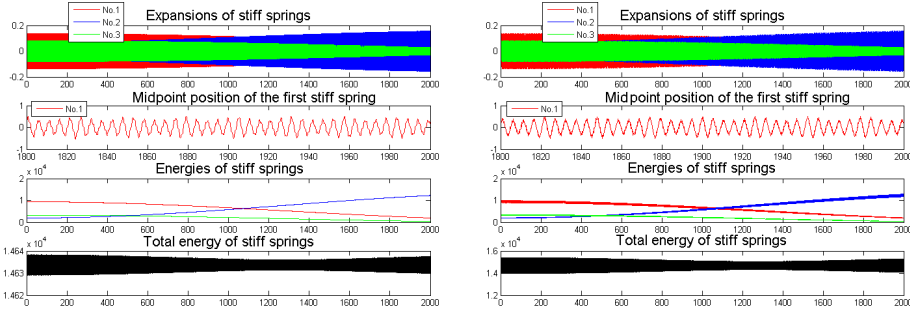 Expansions of stiff springs
No.1
No.2
No.3
0.2
0
-0.2
0 200 400 600 800 1000 1200 1400 1600 1800 2000
Midpoint position of the first stiff spring
No.1
1
0
-1
1800 1820 1840 1860 1880 1900 1920 1940 1960 1980 2000
Energies of stiff springs
x 10^4
2
1
0
0 200 400 600 800 1000 1200 1400 1600 1800 2000
Total energy of stiff springs
x 10^4
1.464
1.463
1.462
0 200 400 600 800 1000 1200 1400 1600 1800 2000
Expansions of stiff springs
No.1
No.2
No.3
0.2
0
-0.2
0 200 400 600 800 1000 1200 1400 1600 1800 2000
Midpoint position of the first stiff spring
No.1
1
0
-1
1800 1820 1840 1860 1880 1900 1920 1940 1960 1980 2000
Energies of stiff springs
x 10^4
2
1
0
0 200 400 600 800 1000 1200 1400 1600 1800 2000
Total energy of stiff springs
x 10^4
1.6
1.4
1.2
0 200 400 600 800 1000 1200 1400 1600 1800 2000